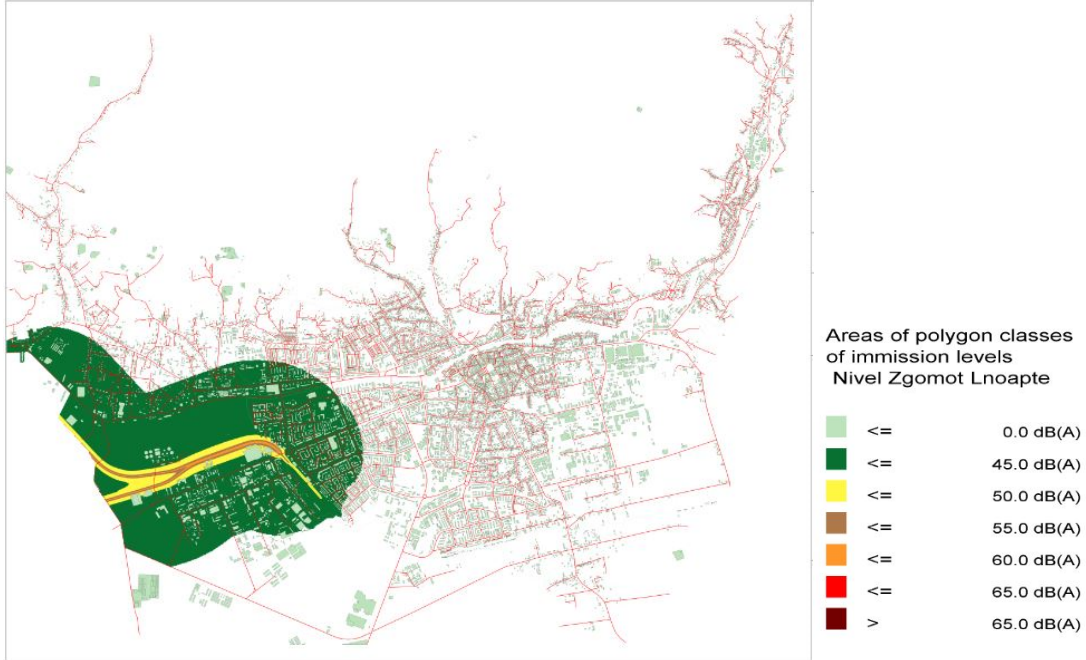 Areas of polygon classes
of immission levels
Nivel Zgomot Lnoapte
<= 0.0 dB(A)
<= 45.0 dB(A)
<= 50.0 dB(A)
<= 55.0 dB(A)
<= 60.0 dB(A)
<= 65.0 dB(A)
> 65.0 dB(A)